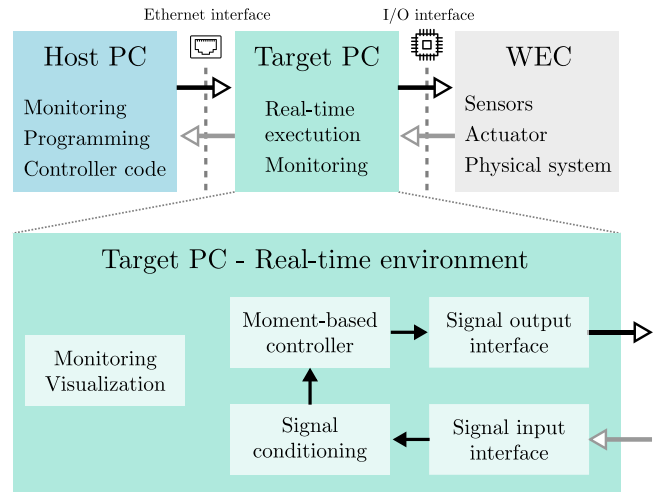 Ethernet interface
I/O interface
Host PC
Monitoring
Programming
Controller code
Target PC
Real-time
exectution
Monitoring
WEC
Sensors
Actuator
Physical system
Target PC - Real-time environment
Monitoring
Visualization
Moment-based
controller
Signal output
interface
Signal
conditioning
Signal input
interface